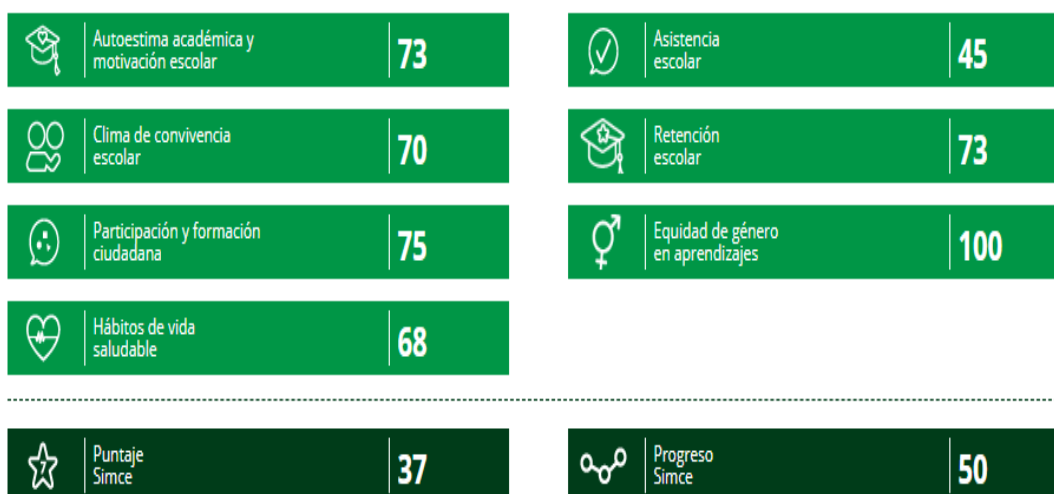 Autoestima académica y
motivación escolar
73
Asistencia
escolar
45
Clima de convivencia
escolar
70
Retención
escolar
73
Participación y formación
ciudadana
75
Equidad de género
en aprendizajes
100
Hábitos de vida
saludable
68
7
Puntaje
Simce
37
Progreso
Simce
50